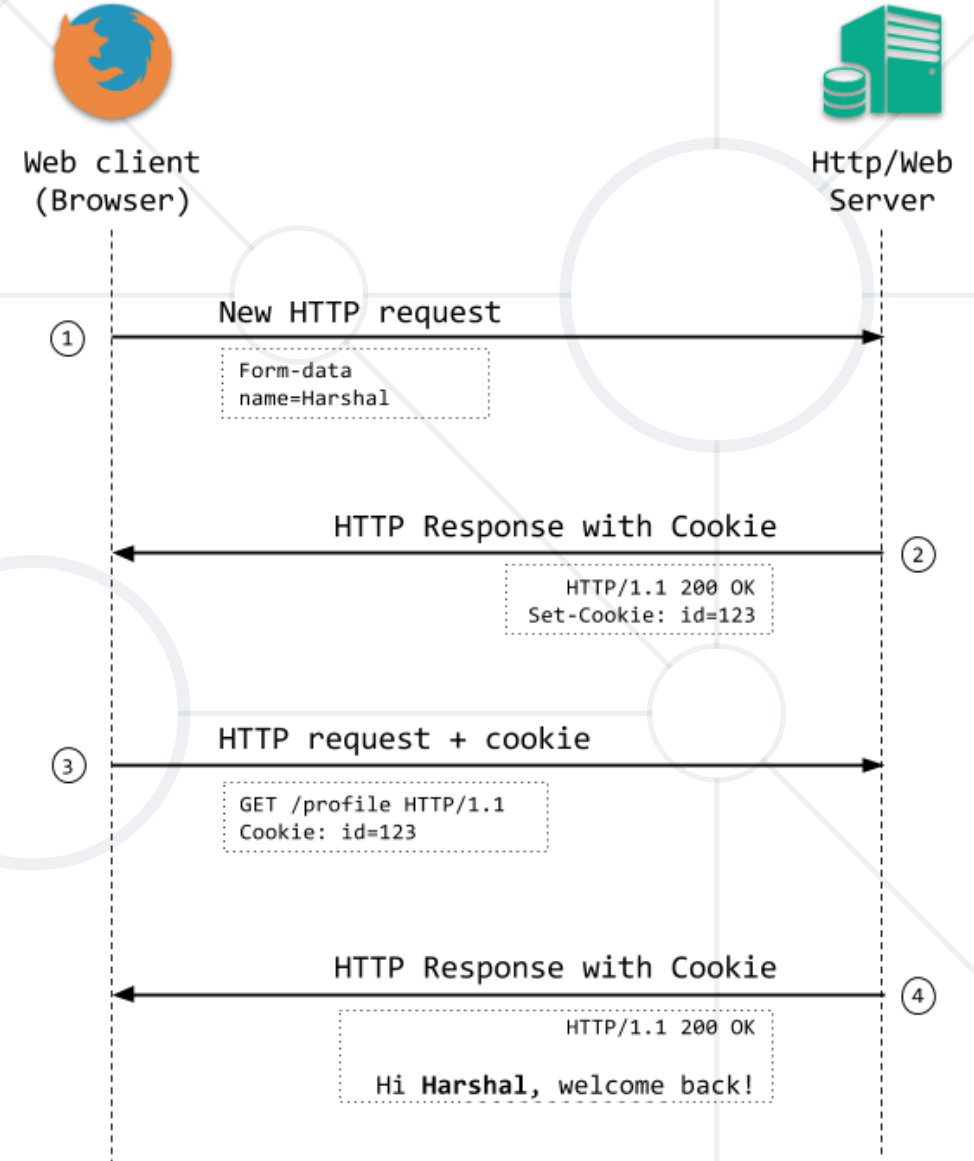 Web client
(Browser)
Http/Web
Server
New HTTP request
1
Form-data
name=Harshal
HTTP Response with Cookie
2
HTTP/1.1 200 OK
Set-Cookie: id=123
HTTP request + cookie
3
GET /profile HTTP/1.1
Cookie: id=123
HTTP Response with Cookie
4
HTTP/1.1 200 OK
Hi Harshal, welcome back!